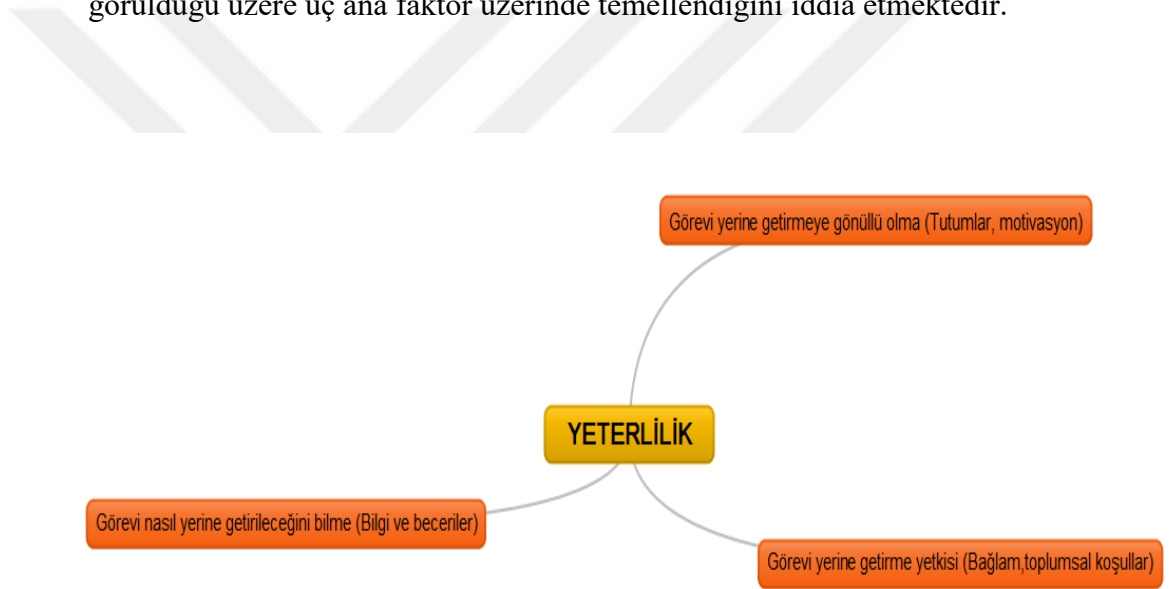 görüldüğü üzere üç ana faktör üzerinde temellendiğini iddia etmektedir.
Görevi yerine getirmeye gönüllü olma (Tutumlar, motivasyon)
YETERLİLİK
Görevi nasıl yerine getirileceğini bilme (Bilgi ve beceriler)
Görevi yerine getirme yetkisi (Bağlam,toplumsal koşullar)